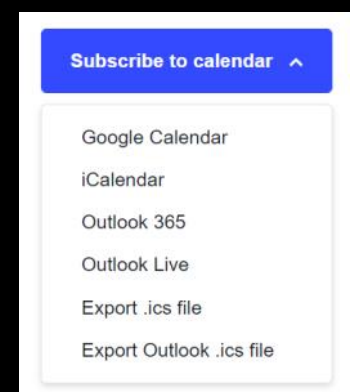 Subscribe to calendar
Google Calendar
iCalendar
Outlook 365
Outlook Live
Export .ics file
Export Outlook .ics file